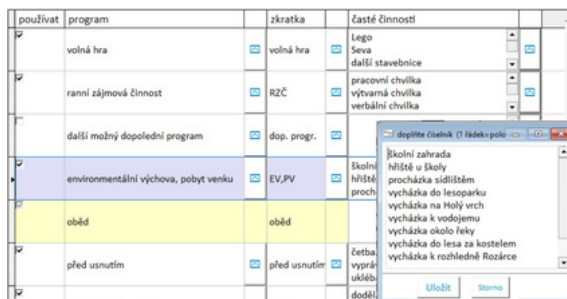 používat program zkratka časté činnosti
volná hra volná hra Lego
Seva
další stavebnice
ranní zájmová činnost RZČ pracovní chvilka
výtvarná chvilka
verbální chvilka
další možný dopolední program dop. progr.
environmentální výchova, pobyt venku EV,PV školní
hřiště
prochá
oběd oběd
před usnutím před usnutím četba
vypráv
ukléb
doplňte číselník (1 řádek=polo
školní zahrada
hřiště u školy
procházka sídlištěm
vycházka do lesoparku
vycházka na Holý vrch
vycházka k vodojemu
vycházka okolo řeky
vycházka do lesa za kostelem
vycházka k rozhledně Rozárce
Uložit Storno